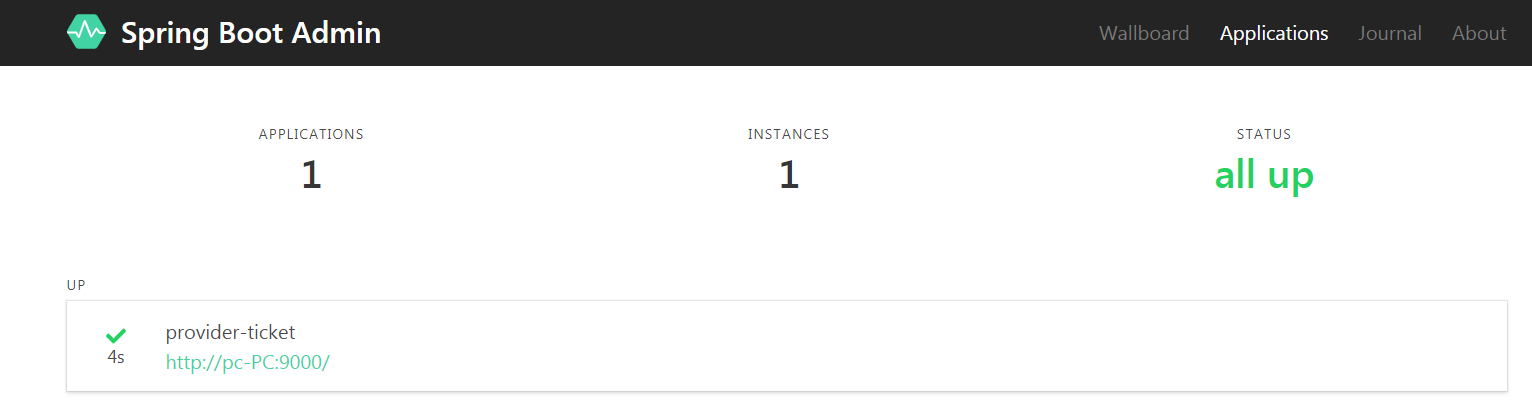 Spring Boot Admin
Wallboard Applications Journal About
APPLICATIONS INSTANCES STATUS
1 1 all up
UP
provider-ticket
4s
http://pc-PC:9000/